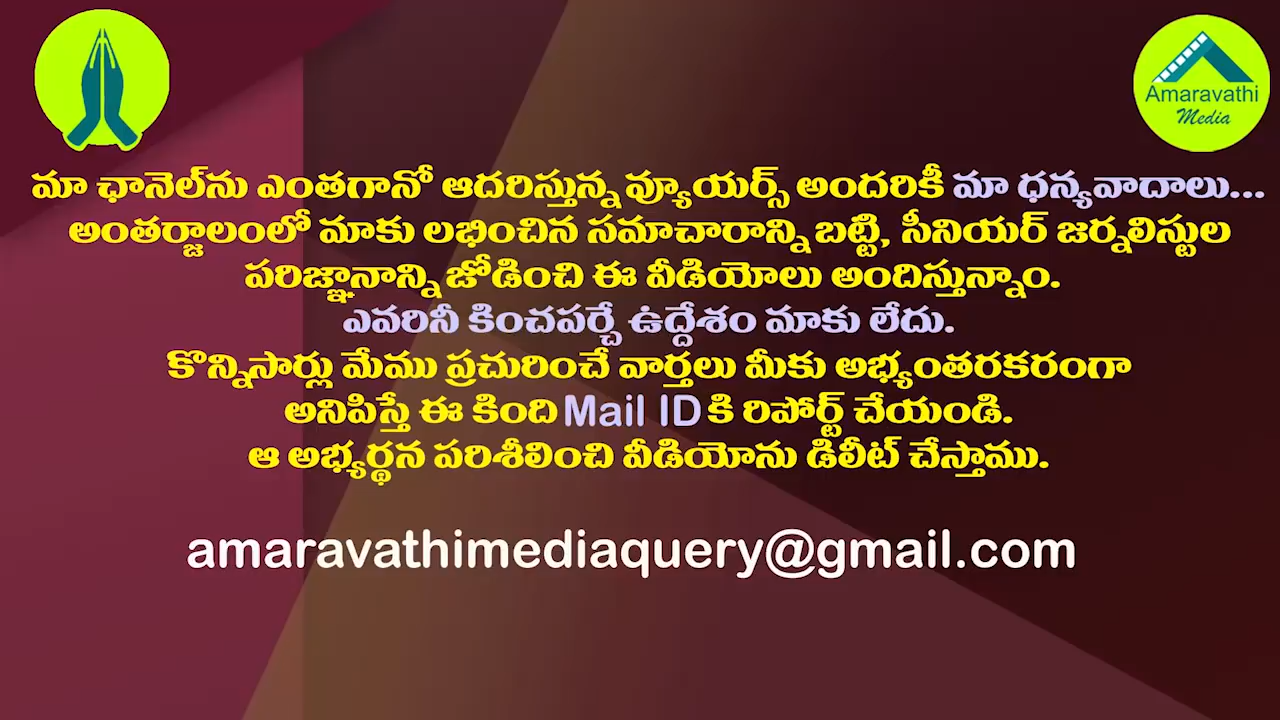 Amaravathi
Media
మా ఛానెల్‌ను ఎంతగానో ఆదరిస్తున్న వ్యూయర్స్ అందరికీ మా ధన్యవాదాలు...
అంతర్జాలంలో మాకు లభించిన సమాచారాన్ని బట్టి, సీనియర్ జర్నలిస్టుల
పరిజ్ఞానాన్ని జోడించి ఈ వీడియోలు అందిస్తున్నాం.
ఎవరినీ కించపర్చే ఉద్దేశం మాకు లేదు.
కొన్నిసార్లు మేము ప్రచురించే వార్తలు మీకు అభ్యంతరకరంగా
అనిపిస్తే ఈ కింది Mail ID కి రిపోర్ట్ చేయండి.
ఆ అభ్యర్థన పరిశీలించి వీడియోను డిలీట్ చేస్తాము.
amaravathimediaquery@gmail.com